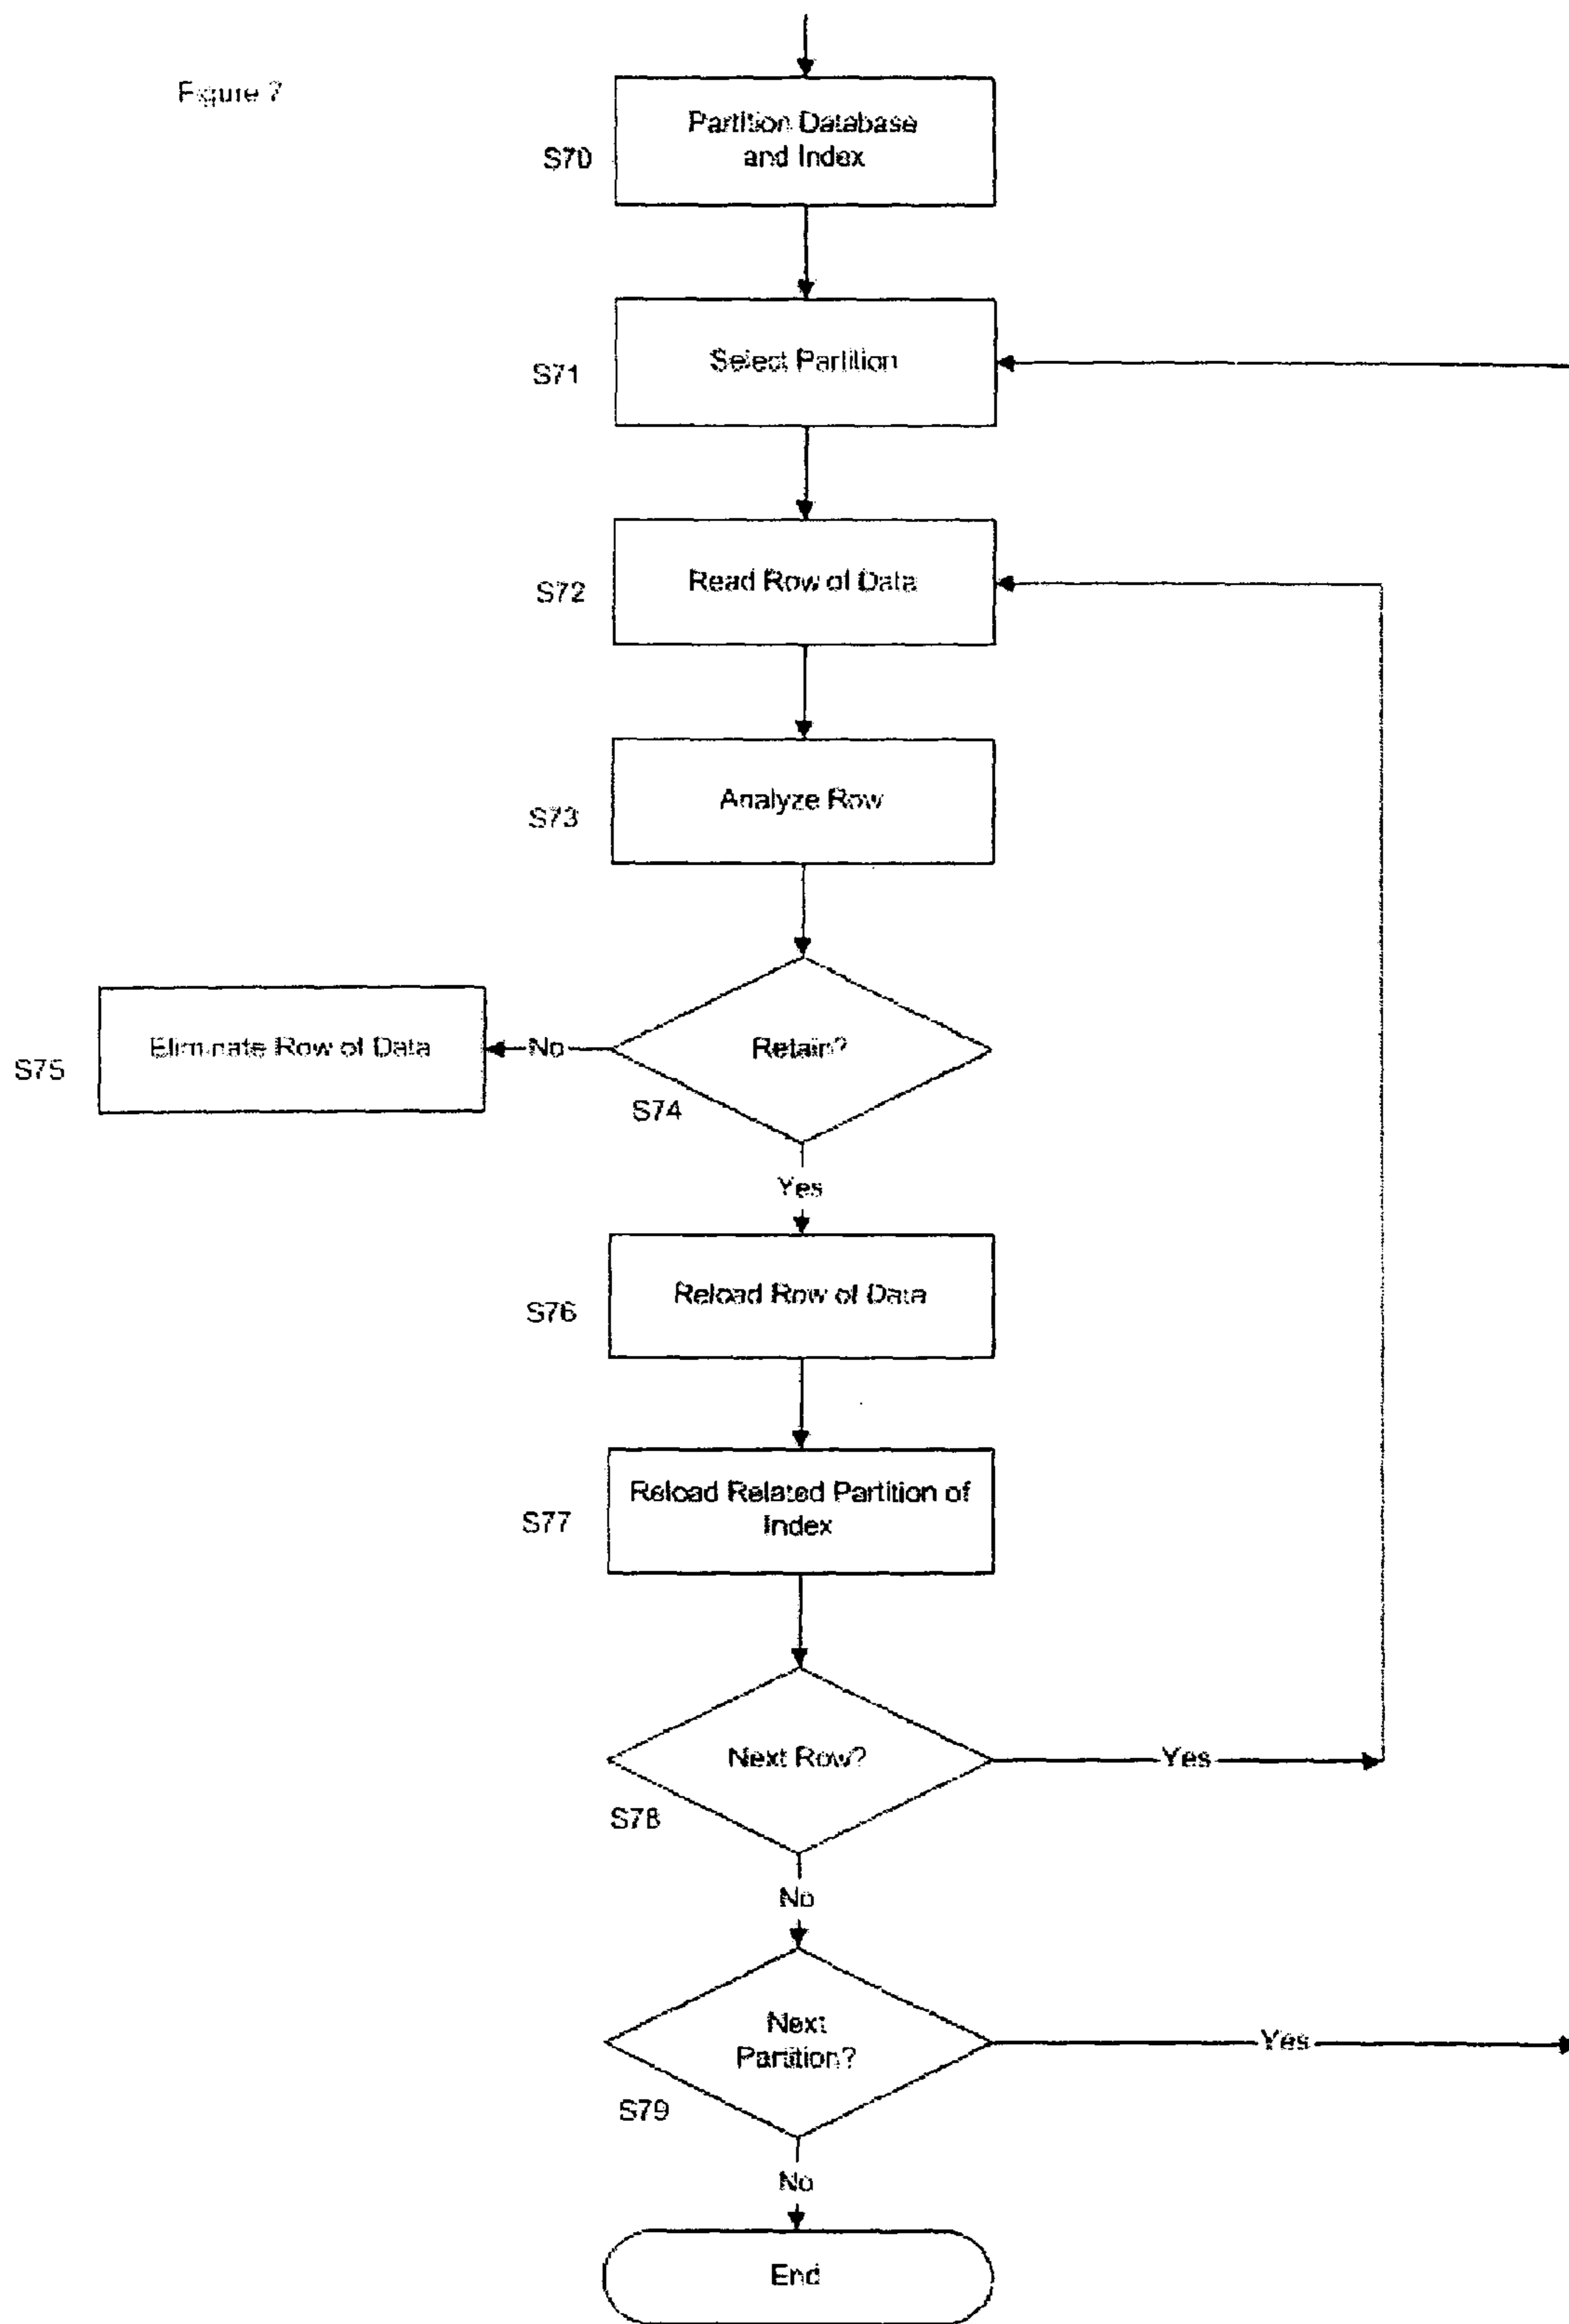 Figure 7
Partition Database
and Index
S70
Select Partition
S71
Read Row of Data
S72
Analyze Row
S73
Eliminate Row of Data
No
Retain?
S75
S74
Yes
Reload Row of Data
S76
Reload Related Partition of
Index
S77
Next Row?
Yes
S78
No
Next
Partition?
Yes
S79
No
End